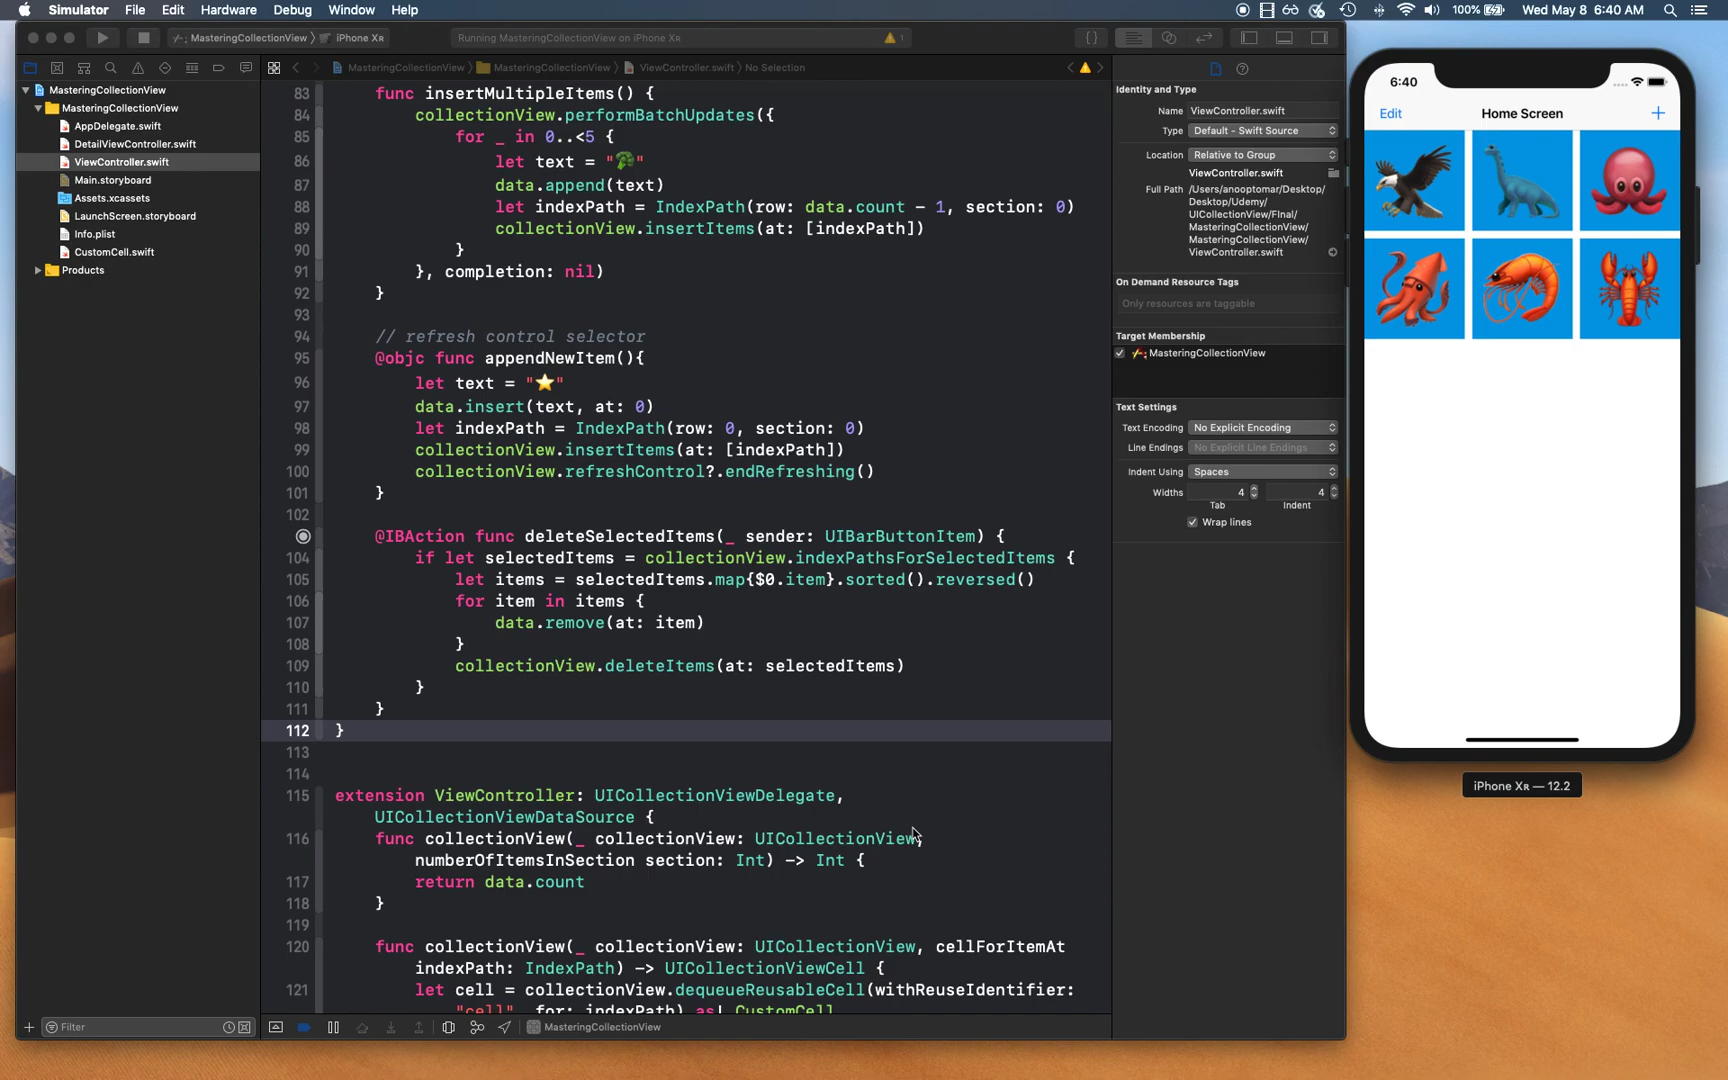 Simulator File Edit Hardware Debug Window Help 100% Wed May 8 6:40 AM
MasteringCollectionView iPhone Xʀ Running MasteringCollectionView on iPhone Xʀ 1
MasteringCollectionView MasteringCollectionView ViewController.swift No Selection
MasteringCollectionView
MasteringCollectionView
AppDelegate.swift
DetailViewController.swift
ViewController.swift
Main.storyboard
Assets.xcassets
LaunchScreen.storyboard
Info.plist
CustomCell.swift
Products
Filter
83 func insertMultipleItems() {
84 collectionView.performBatchUpdates({
85 for _ in 0..<5 {
86 let text = "🥦"
87 data.append(text)
88 let indexPath = IndexPath(row: data.count - 1, section: 0)
89 collectionView.insertItems(at: [indexPath])
90 }
91 }, completion: nil)
92 }
93
94 // refresh control selector
95 @objc func appendNewItem(){
96 let text = "⭐"
97 data.insert(text, at: 0)
98 let indexPath = IndexPath(row: 0, section: 0)
99 collectionView.insertItems(at: [indexPath])
100 collectionView.refreshControl?.endRefreshing()
101 }
102
@IBAction func deleteSelectedItems(_ sender: UIBarButtonItem) {
104 if let selectedItems = collectionView.indexPathsForSelectedItems {
105 let items = selectedItems.map{$0.item}.sorted().reversed()
106 for item in items {
107 data.remove(at: item)
108 }
109 collectionView.deleteItems(at: selectedItems)
110 }
111 }
112 }
113
114
115 extension ViewController: UICollectionViewDelegate,
UICollectionViewDataSource {
116 func collectionView(_ collectionView: UICollectionView,
numberOfItemsInSection section: Int) -> Int {
117 return data.count
118 }
119
120 func collectionView(_ collectionView: UICollectionView, cellForItemAt
indexPath: IndexPath) -> UICollectionViewCell {
121 let cell = collectionView.dequeueReusableCell(withReuseIdentifier:
"cell", for: indexPath) as! CustomCell
MasteringCollectionView
Identity and Type
Name ViewController.swift
Type Default - Swift Source
Location Relative to Group
ViewController.swift
Full Path /Users/anooptomar/Desktop/
Desktop/Udemy/
UICollectionView/FInal/
MasteringCollectionView/
MasteringCollectionView/
ViewController.swift
On Demand Resource Tags
Only resources are taggable
Target Membership
MasteringCollectionView
Text Settings
Text Encoding No Explicit Encoding
Line Endings No Explicit Line Endings
Indent Using Spaces
Widths 4 4
Tab Indent
Wrap lines
6:40
Edit Home Screen +
iPhone Xʀ — 12.2